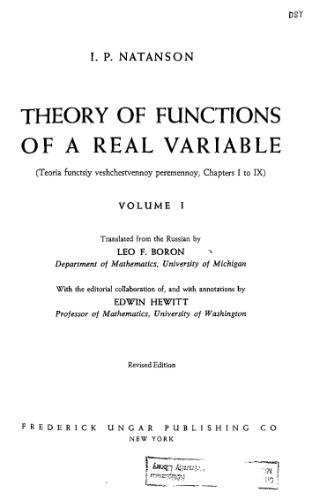 DSY
I. P. NATANSON
THEORY OF FUNCTIONS
OF A REAL VARIABLE
(Teoria functsiy veshchestvennoy peremennoy, Chapters I to IX)
VOLUME I
Translated from the Russian by
LEO F. BORON
Department of Mathematics, University of Michigan
With the editorial collaboration of, and with annotations by
EDWIN HEWITT
Professor of Mathematics, University of Washington
Revised Edition
FREDERICK UNGAR PUBLISHING CO
NEW YORK
Library